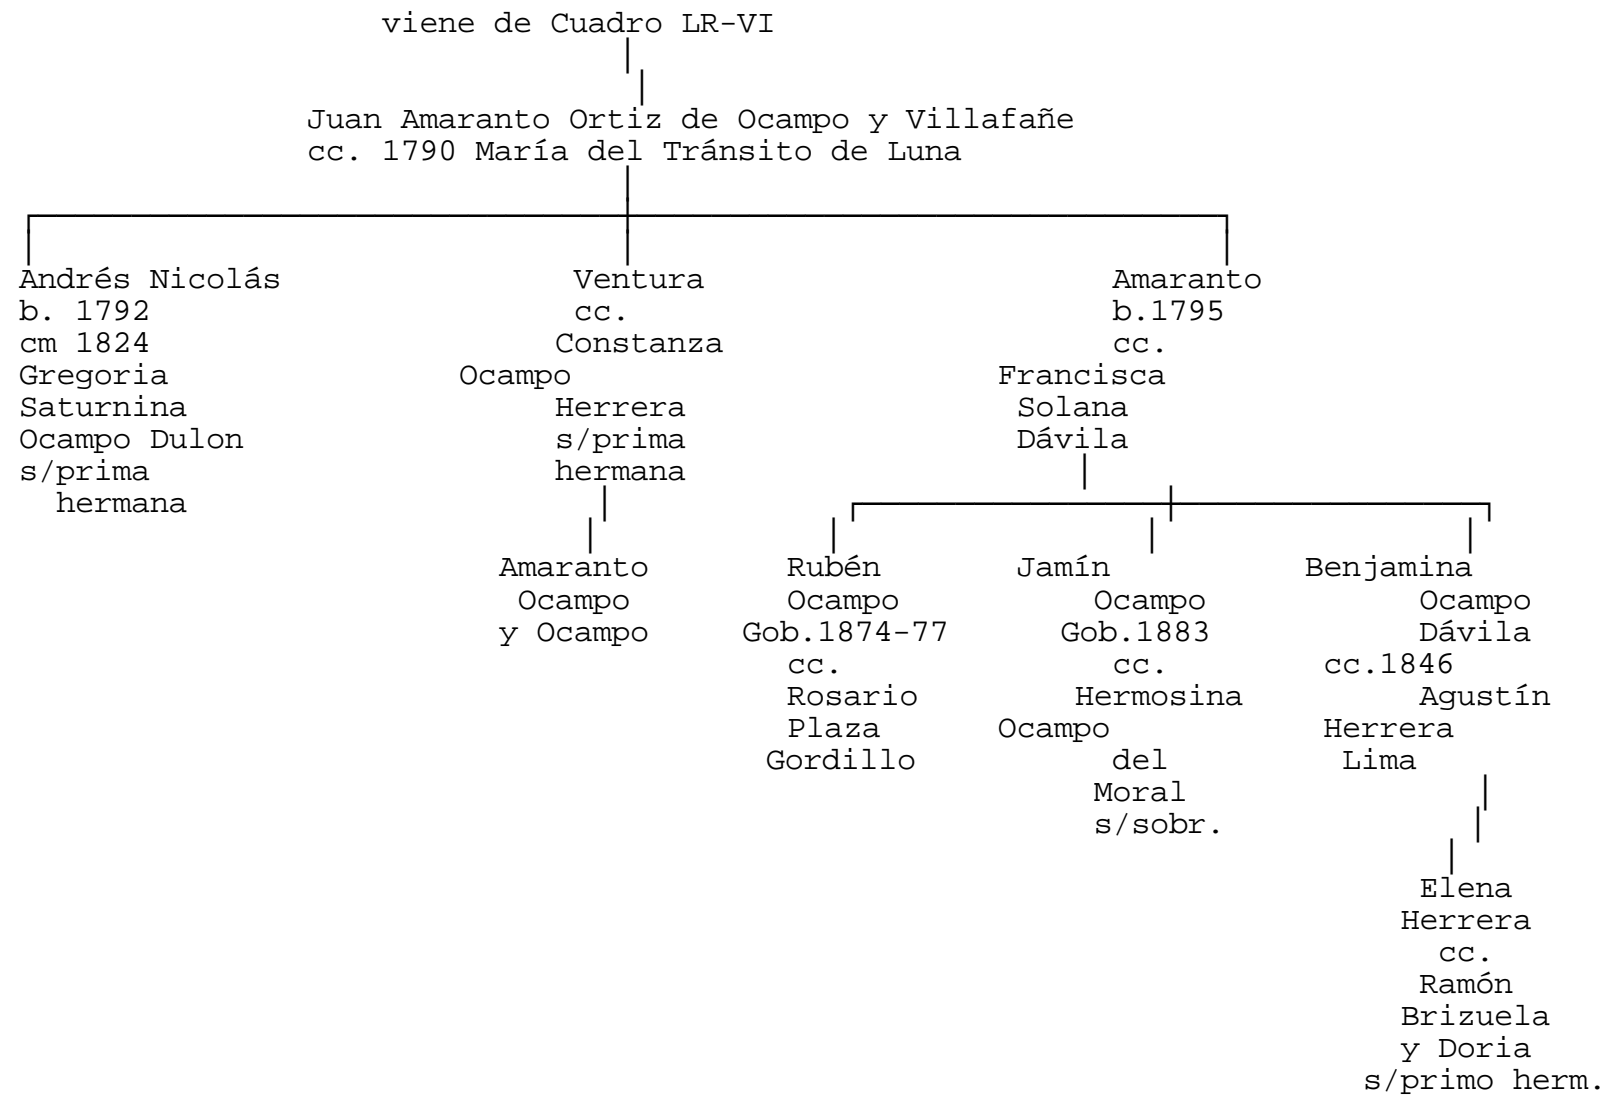 viene de Cuadro LR-VI
Juan Amaranto Ortiz de Ocampo y Villafañe
cc. 1790 María del Tránsito de Luna
Andrés Nicolás
b. 1792
cm 1824
Gregoria
Saturnina
Ocampo Dulon
s/prima
hermana
Ventura
cc.
Constanza
Ocampo
Herrera
s/prima
hermana
Amaranto
b.1795
cc.
Francisca
Solana
Dávila
Amaranto
Ocampo
y Ocampo
Rubén
Ocampo
Gob.1874-77
cc.
Rosario
Plaza
Gordillo
Jamín
Ocampo
Gob.1883
cc.
Hermosina
Ocampo
del
Moral
s/sobr.
Benjamina
Ocampo
Dávila
cc.1846
Agustín
Herrera
Lima
Elena
Herrera
cc.
Ramón
Brizuela
y Doria
s/primo herm.